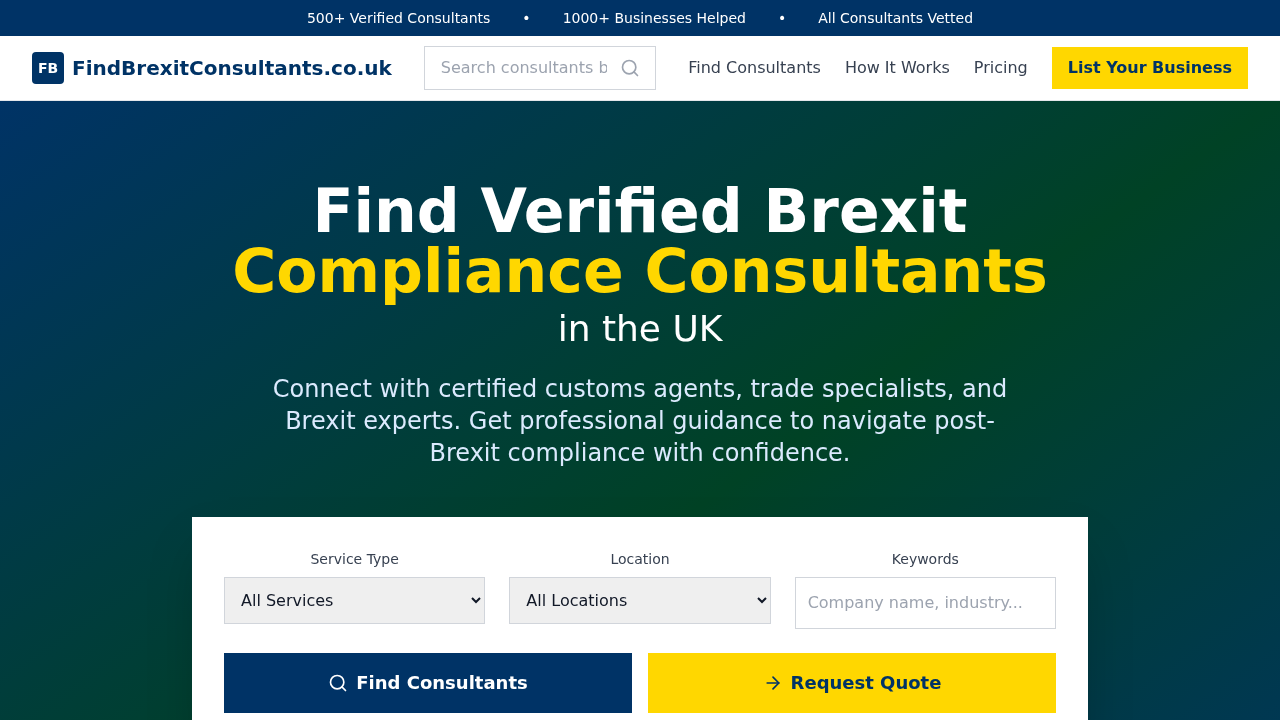 500+ Verified Consultants • 1000+ Businesses Helped • All Consultants Vetted
FB FindBrexitConsultants.co.uk Search consultants b Find Consultants How It Works Pricing List Your Business
Find Verified Brexit
Compliance Consultants
in the UK
Connect with certified customs agents, trade specialists, and
Brexit experts. Get professional guidance to navigate post-
Brexit compliance with confidence.
Service Type Location Keywords
All Services All Locations Company name, industry...
Find Consultants Request Quote